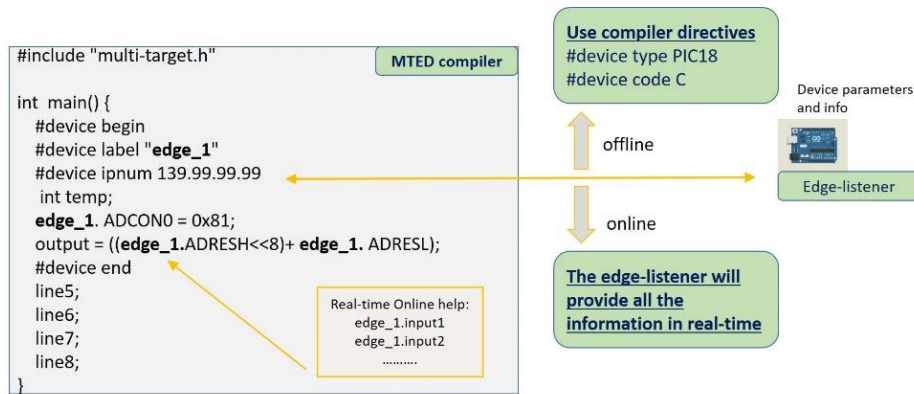 #include "multi-target.h"
MTED compiler
int main() {
#device begin
#device label "edge_1"
#device ipnum 139.99.99.99
int temp;
edge_1. ADCON0 = 0x81;
output = ((edge_1.ADRESH<<8)+ edge_1. ADRESL);
#device end
line5;
line6;
line7;
line8;
}
Real-time Online help:
edge_1.input1
edge_1.input2
……….
Use compiler directives
#device type PIC18
#device code C
offline
online
Device parameters
and info
Edge-listener
The edge-listener will
provide all the
information in real-time